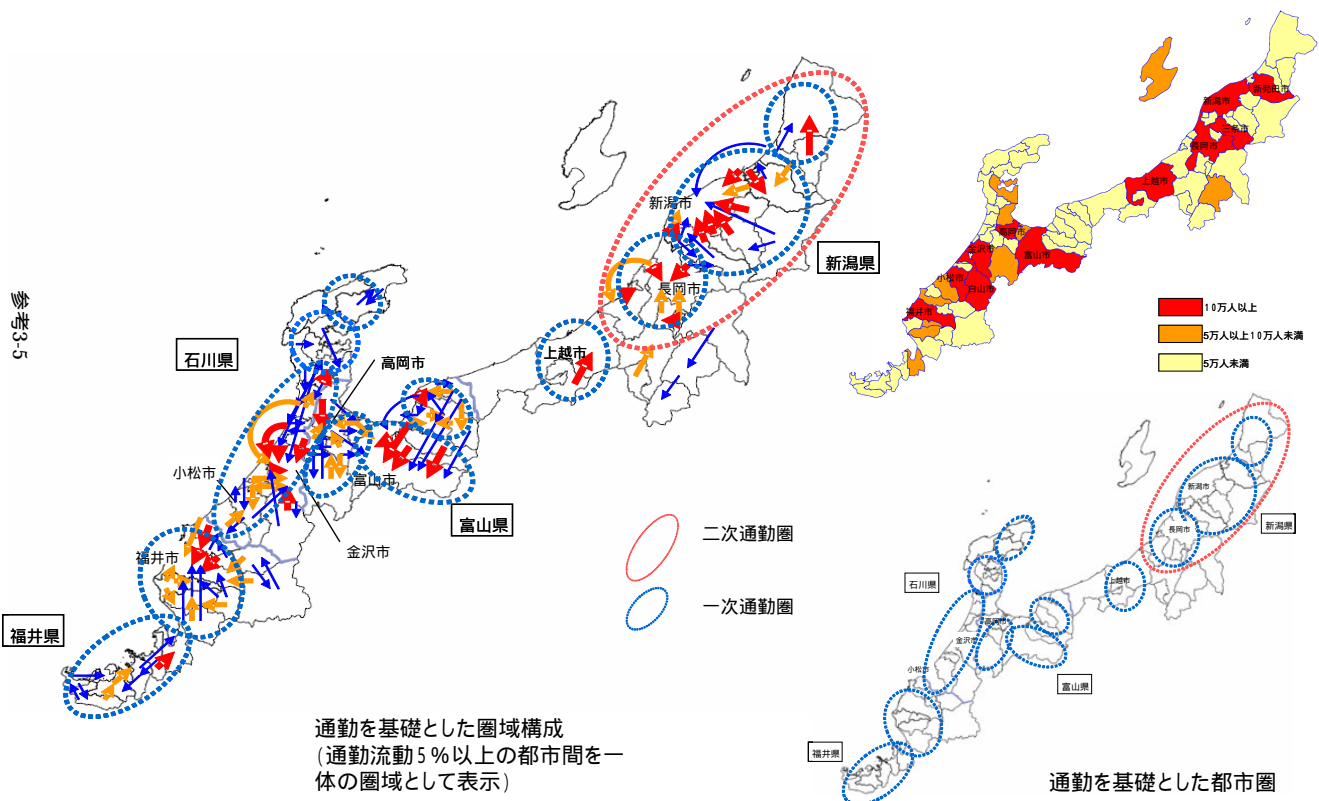 参考3-5
新潟市
新潟県
長岡市
上越市
石川県
高岡市
小松市
富山市
富山県
金沢市
福井市
福井県
二次通勤圏
一次通勤圏
通勤を基礎とした圏域構成
(通勤流動5%以上の都市間を一
体の圏域として表示)
新発田市
新潟市
三条市
長岡市
上越市
高岡市
金沢市
富山市
小松市
白山市
福井市
10万人以上
5万人以上10万人未満
5万人未満
新潟市
新潟県
長岡市
上越市
石川県
高岡市
金沢市
小松市
富山県
福井県
通勤を基礎とした都市圏